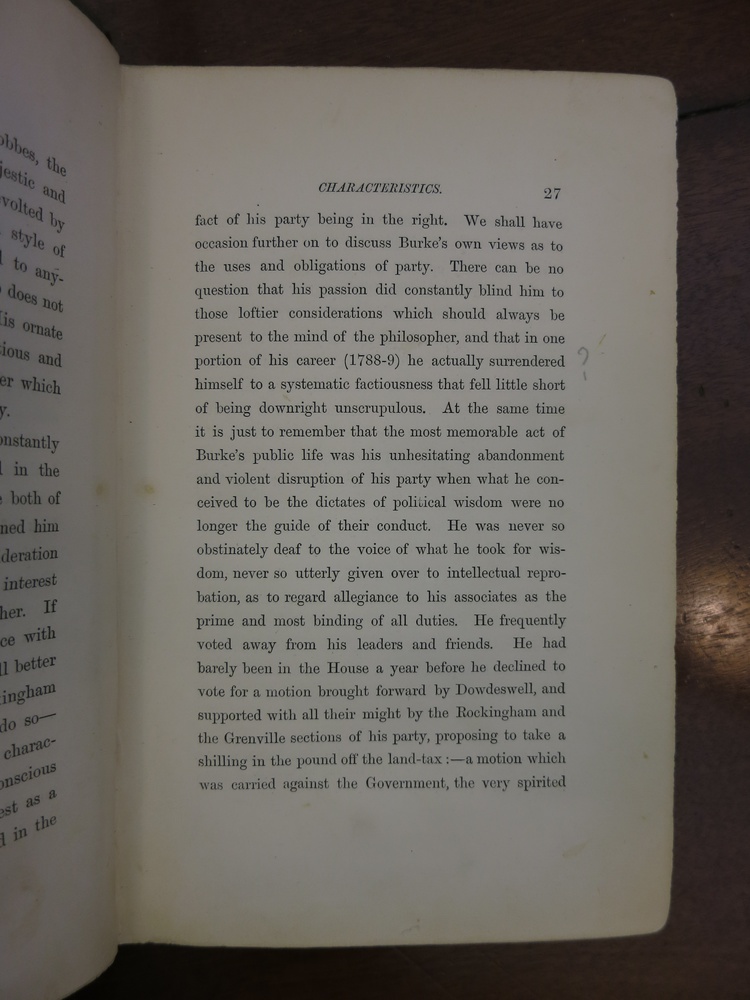 obbes, the
jestic and
volted by
style of
l to any-
does not
His ornate
tious and
er which
y.
onstantly
l in the
e both of
ned him
deration
interest
her. If
ce with
ll better
ingham
do so—
charac-
onscious
est as a
d in the
CHARACTERISTICS. 27
fact of his party being in the right. We shall have
occasion further on to discuss Burke's own views as to
the uses and obligations of party. There can be no
question that his passion did constantly blind him to
those loftier considerations which should always be
present to the mind of the philosopher, and that in one
portion of his career (1788-9) he actually surrendered ?
himself to a systematic factiousness that fell little short
of being downright unscrupulous. At the same time
it is just to remember that the most memorable act of
Burke's public life was his unhesitating abandonment
and violent disruption of his party when what he con-
ceived to be the dictates of political wisdom were no
longer the guide of their conduct. He was never so
obstinately deaf to the voice of what he took for wis-
dom, never so utterly given over to intellectual repro-
bation, as to regard allegiance to his associates as the
prime and most binding of all duties. He frequently
voted away from his leaders and friends. He had
barely been in the House a year before he declined to
vote for a motion brought forward by Dowdeswell, and
supported with all their might by the Rockingham and
the Grenville sections of his party, proposing to take a
shilling in the pound off the land-tax :—a motion which
was carried against the Government, the very spirited